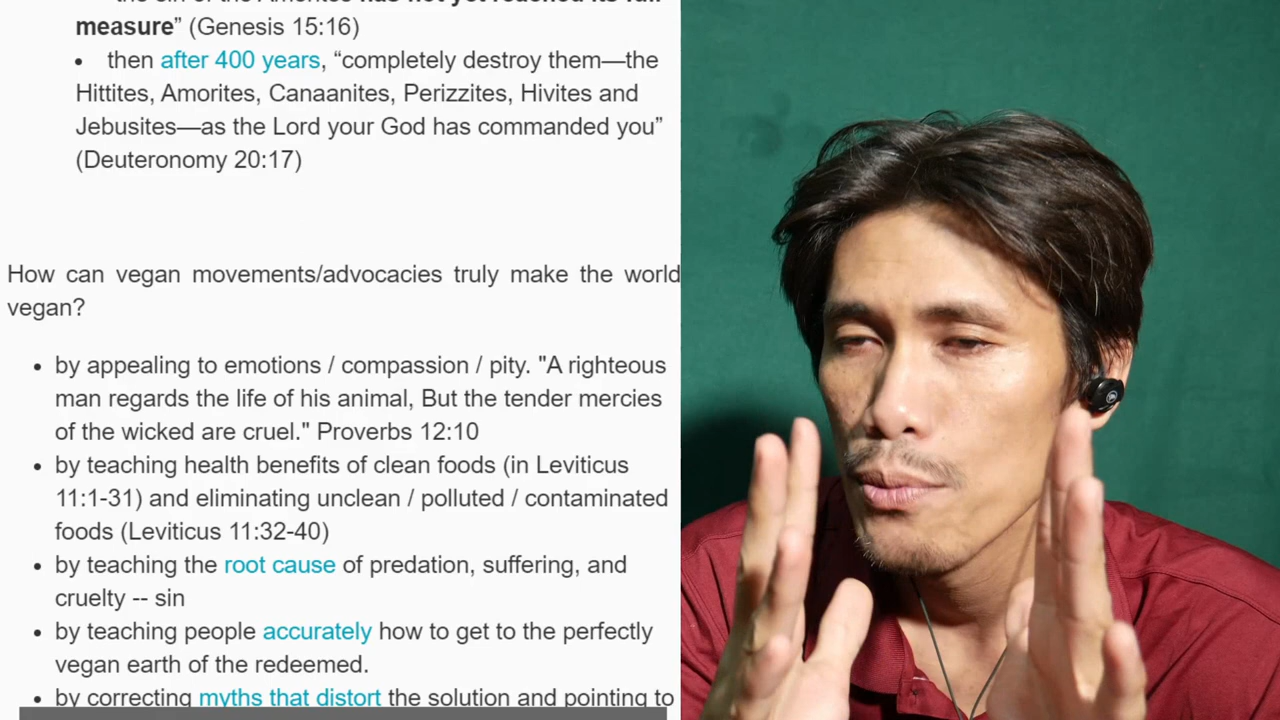 measure” (Genesis 15:16)
• then after 400 years, “completely destroy them—the
Hittites, Amorites, Canaanites, Perizzites, Hivites and
Jebusites—as the Lord your God has commanded you”
(Deuteronomy 20:17)
How can vegan movements/advocacies truly make the world
vegan?
• by appealing to emotions / compassion / pity. "A righteous
man regards the life of his animal, But the tender mercies
of the wicked are cruel." Proverbs 12:10
• by teaching health benefits of clean foods (in Leviticus
11:1-31) and eliminating unclean / polluted / contaminated
foods (Leviticus 11:32-40)
• by teaching the root cause of predation, suffering, and
cruelty -- sin
• by teaching people accurately how to get to the perfectly
vegan earth of the redeemed.
• by correcting myths that distort the solution and pointing to